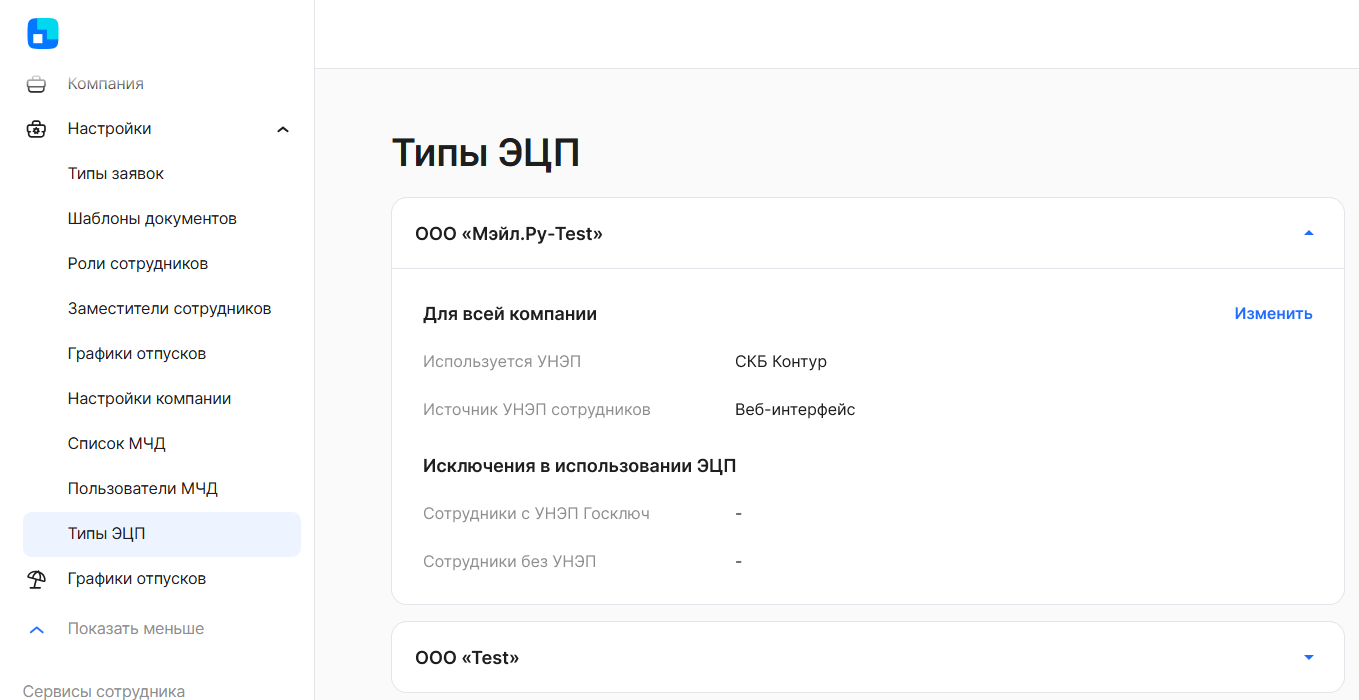 Компания
Настройки
Типы заявок
Шаблоны документов
Роли сотрудников
Заместители сотрудников
Графики отпусков
Настройки компании
Список МЧД
Пользователи МЧД
Типы ЭЦП
Графики отпусков
Показать меньше
Сервисы сотрудника
Типы ЭЦП
ООО «Мэйл.Ру-Test»
Для всей компании Изменить
Используется УНЭП СКБ Контур
Источник УНЭП сотрудников Веб-интерфейс
Исключения в использовании ЭЦП
Сотрудники с УНЭП Госключ -
Сотрудники без УНЭП -
ООО «Test»